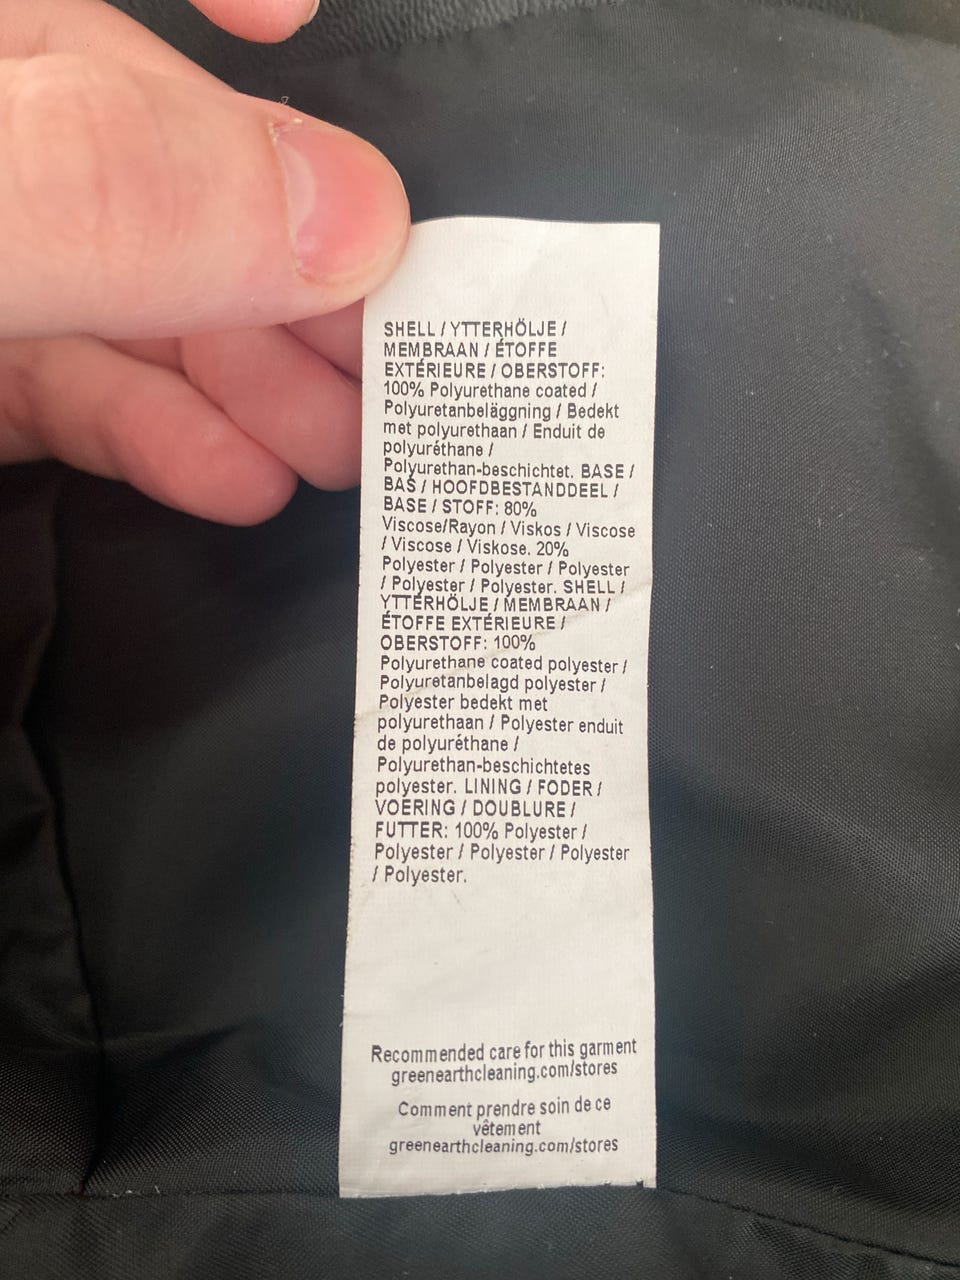 SHELL / YTTERHÖLJE /
MEMBRAAN / ÉTOFFE
EXTÉRIEURE / OBERSTOFF:
100% Polyurethane coated /
Polyuretanbeläggning / Bedekt
met polyurethaan / Enduit de
polyuréthane /
Polyurethan-beschichtet. BASE /
BAS / HOOFDBESTANDDEEL /
BASE / STOFF: 80%
Viscose/Rayon / Viskos / Viscose
/ Viscose / Viskose. 20%
Polyester / Polyester / Polyester
/ Polyester / Polyester. SHELL /
YTTERHÖLJE / MEMBRAAN /
ÉTOFFE EXTÉRIEURE /
OBERSTOFF: 100%
Polyurethane coated polyester /
Polyuretanbelagd polyester /
Polyester bedekt met
polyurethaan / Polyester enduit
de polyuréthane /
Polyurethan-beschichtetes
polyester. LINING / FODER /
VOERING / DOUBLURE /
FUTTER: 100% Polyester /
Polyester / Polyester / Polyester
/ Polyester.
Recommended care for this garment
greenearthcleaning.com/stores
Comment prendre soin de ce
vêtement
greenearthcleaning.com/stores